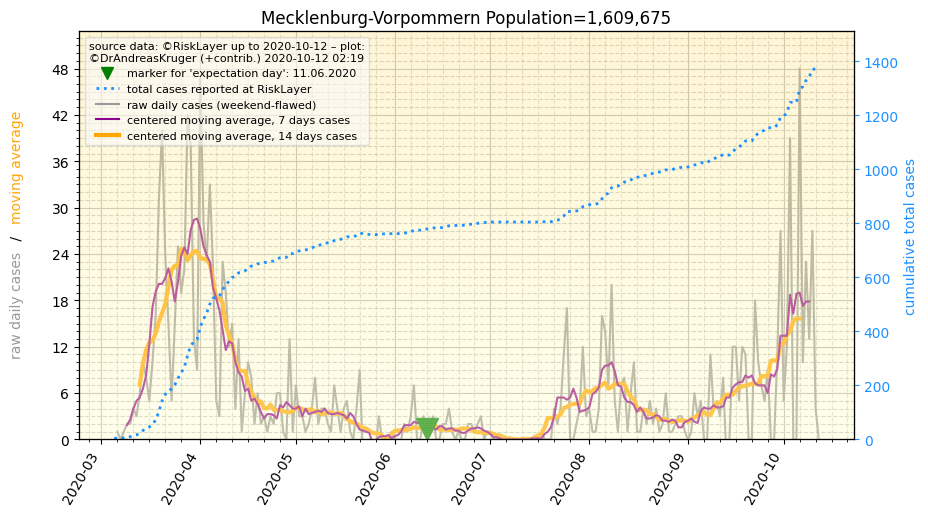 Mecklenburg-Vorpommern Population=1,609,675
source data: ©RiskLayer up to 2020-10-12 – plot:
©DrAndreasKruger (+contrib.) 2020-10-12 02:19
marker for 'expectation day': 11.06.2020
total cases reported at RiskLayer
raw daily cases (weekend-flawed)
centered moving average, 7 days cases
centered moving average, 14 days cases
raw daily cases / moving average
48
42
36
30
24
18
12
6
0
1400
1200
1000
800
600
400
200
0
cumulative total cases
2020-03
2020-04
2020-05
2020-06
2020-07
2020-08
2020-09
2020-10